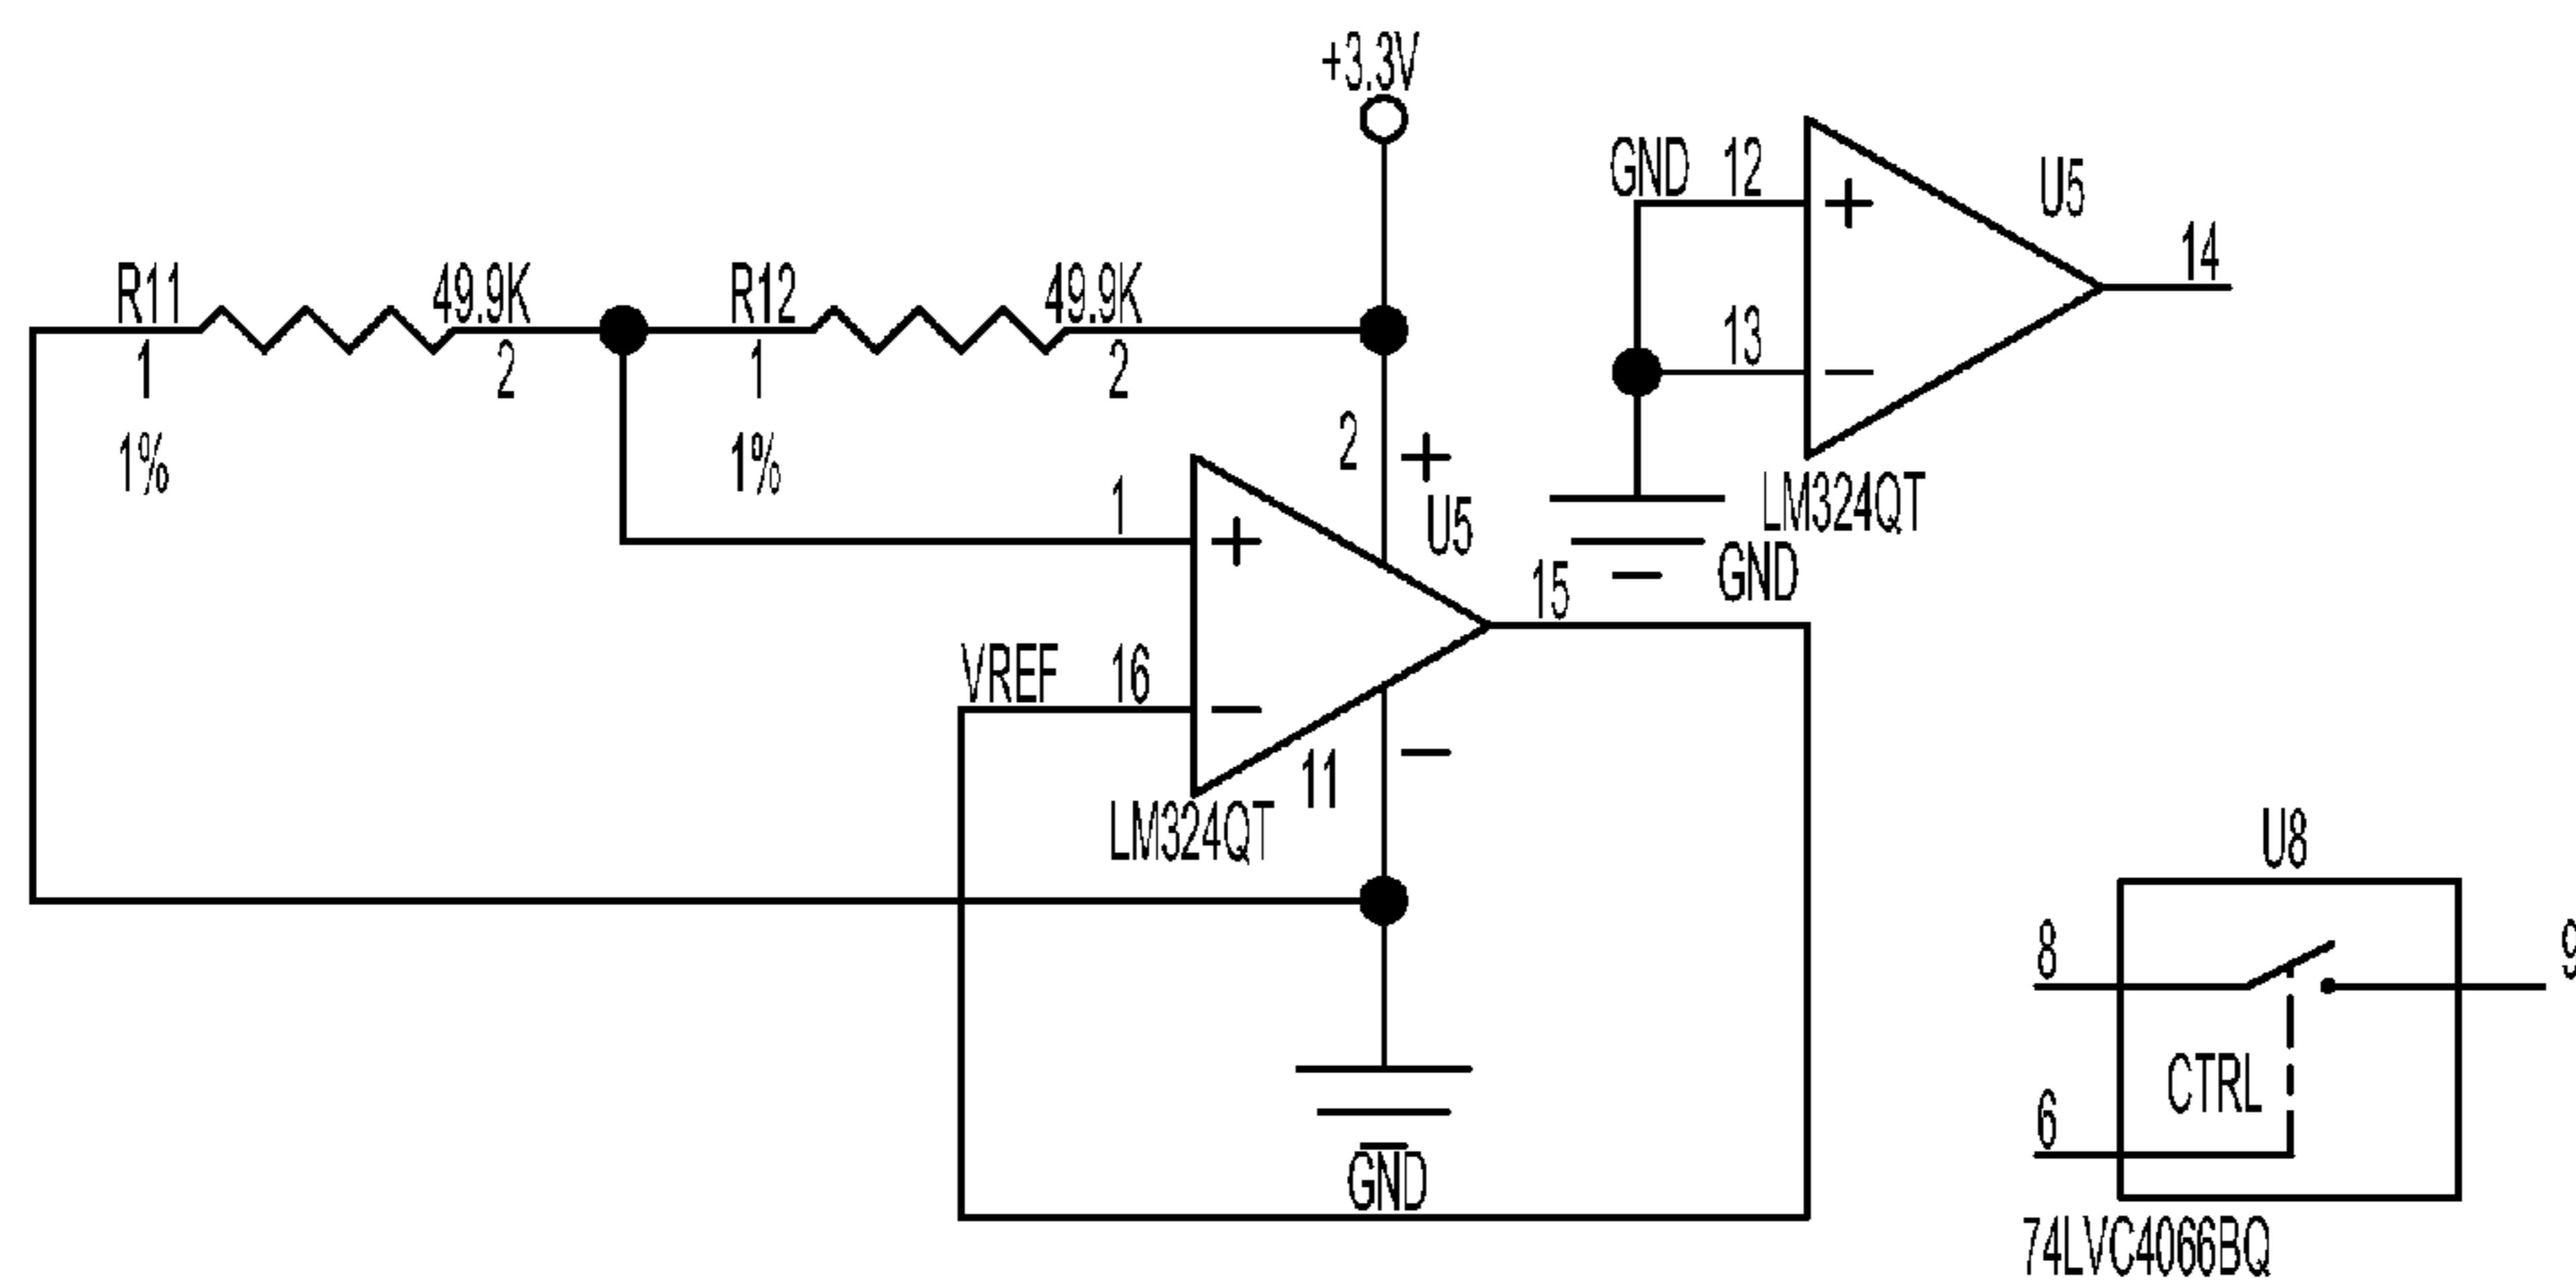 +3.3V
GND 12
U5
14
R11 49.9K R12 49.9K
1 2 1 2
13
1% 1%
2 +
1 +
U5
LM324QT
GND
15
VREF 16
11
LM324QT
U8
8 9
CTRL
6
GND
74LVC4066BQ